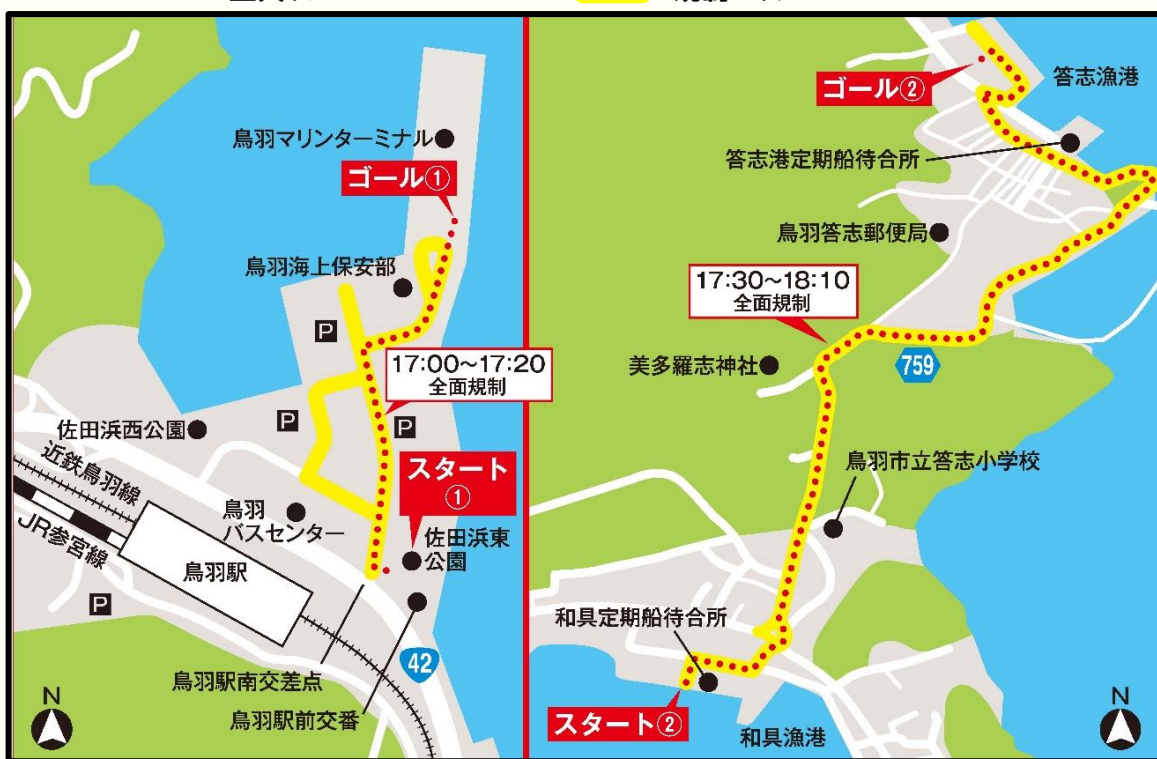 鳥羽マリンターミナル
ゴール①
鳥羽海上保安部
P
17:00～17:20
全面規制
P
P
佐田浜西公園
スタート
①
近鉄鳥羽線
鳥羽
バスセンター
佐田浜東
公園
JR参宮線
鳥羽駅
P
42
鳥羽駅南交差点
鳥羽駅前交番
N
ゴール②
答志漁港
答志港定期船待合所
鳥羽答志郵便局
17:30～18:10
全面規制
美多羅志神社
759
鳥羽市立答志小学校
和具定期船待合所
スタート②
和具漁港
N